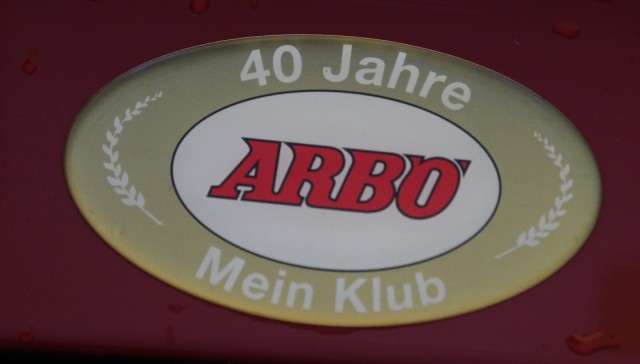 40 Jahre
ARBÖ
Mein Klub